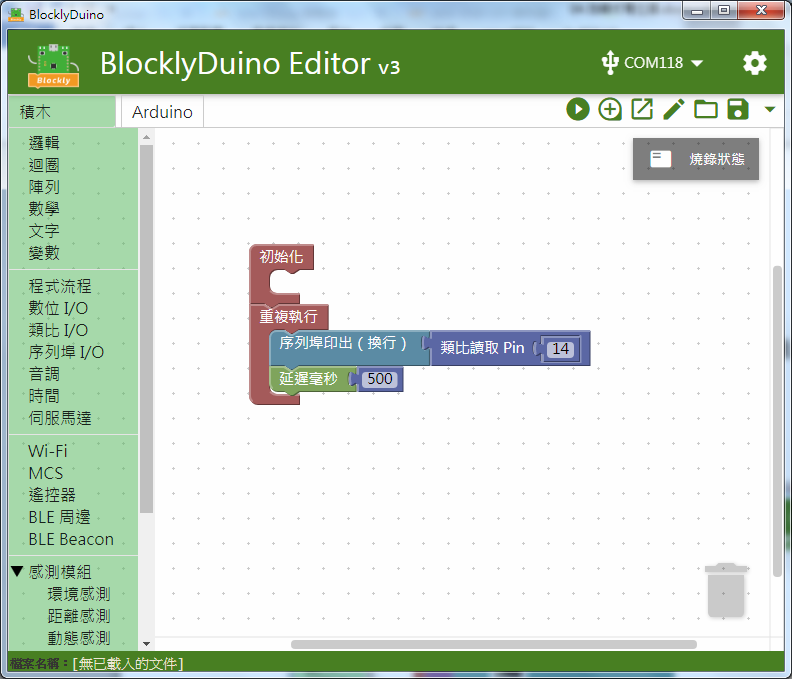 BlocklyDuino
Blockly
BlocklyDuino Editor v3
COM118
積木
Arduino
邏輯
迴圈
陣列
數學
文字
變數
程式流程
數位 I/O
類比 I/O
序列埠 I/O
音調
時間
伺服馬達
Wi-Fi
MCS
遙控器
BLE 周邊
BLE Beacon
感測模組
環境感測
距離感測
動態感測
燒錄狀態
初始化
重複執行
序列埠印出（換行） 類比讀取 Pin 14
延遲毫秒 500
檔案名稱：[無已載入的文件]